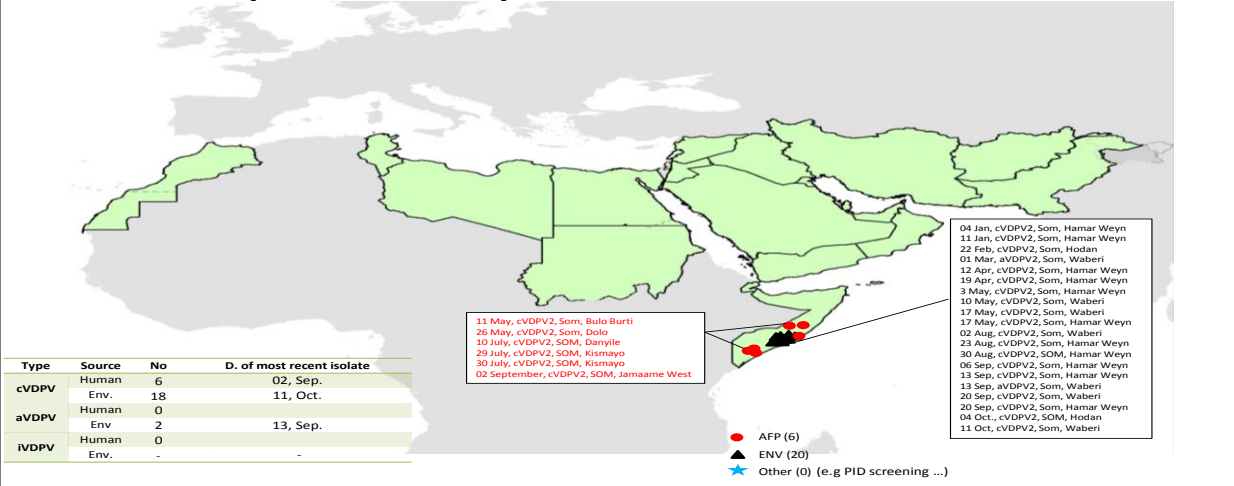 04 Jan, cVDPV2, Som, Hamar Weyn
11 Jan, cVDPV2, Som, Hamar Weyn
22 Feb, cVDPV2, Som, Hodan
01 Mar, aVDPV2, Som, Waberi
12 Apr, cVDPV2, Som, Hamar Weyn
19 Apr, cVDPV2, Som, Hamar Weyn
3 May, cVDPV2, Som, Hamar Weyn
10 May, cVDPV2, Som, Waberi
17 May, cVDPV2, Som, Waberi
17 May, cVDPV2, Som, Hamar Weyn
02 Aug, cVDPV2, Som, Waberi
23 Aug, cVDPV2, Som, Hamar Weyn
30 Aug, cVDPV2, SOM, Hamar Weyn
06 Sep, cVDPV2, Som, Hamar Weyn
13 Sep, cVDPV2, Som, Hamar Weyn
13 Sep, aVDPV2, Som, Waberi
20 Sep, cVDPV2, Som, Waberi
20 Sep, cVDPV2, Som, Hamar Weyn
04 Oct., cVDPV2, SOM, Hodan
11 Oct, cVDPV2, Som, Waberi
11 May, cVDPV2, Som, Bulo Burti
26 May, cVDPV2, Som, Dolo
10 July, cVDPV2, SOM, Danyile
29 July, cVDPV2, SOM, Kismayo
30 July, cVDPV2, SOM, Kismayo
02 September, cVDPV2, SOM, Jamaame West
Type Source No D. of most recent isolate
cVDPV Human 6 02, Sep.
Env. 18 11, Oct.
aVDPV Human 0
Env 2 13, Sep.
iVDPV Human 0
Env. - -
AFP (6)
ENV (20)
Other (0) (e.g PID screening ...)